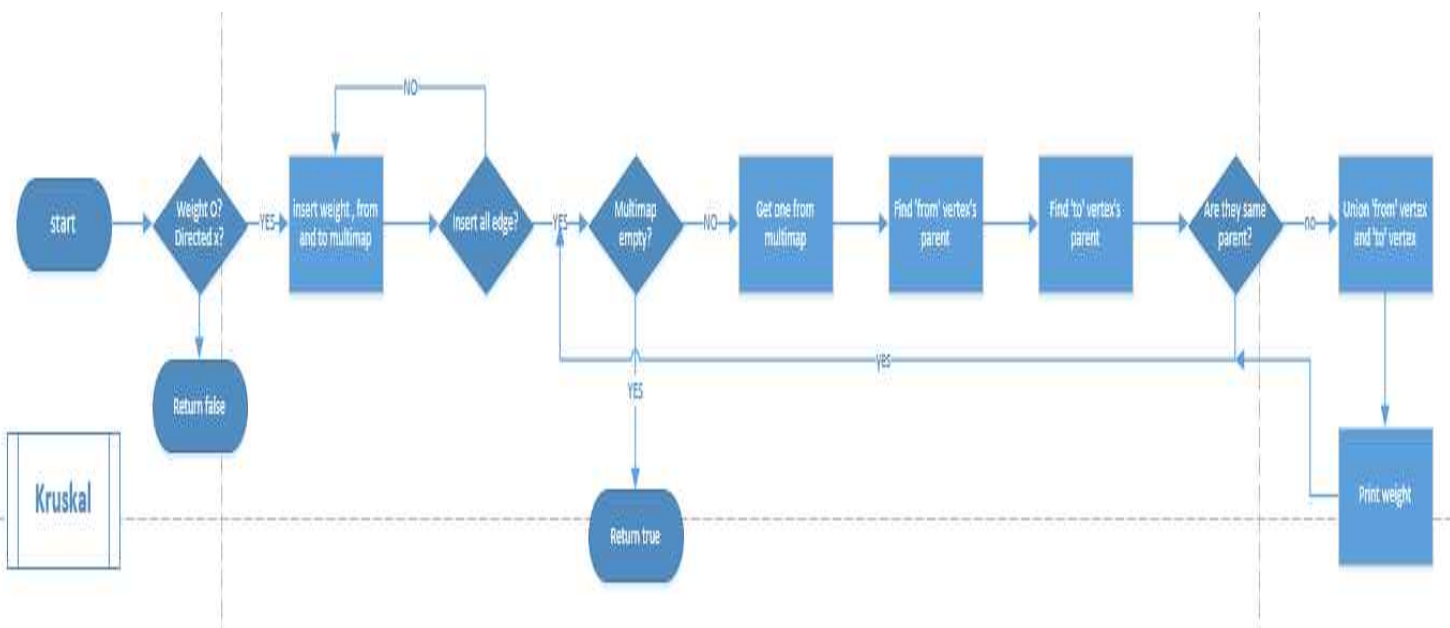 NO
start
Weight O?
Directed x?
YES
insert weight , from
and to multimap
Insert all edge?
YES
Multimap
empty?
NO
Get one from
multimap
Find 'from' vertex's
parent
Find 'to' vertex's
parent
Are they same
parent?
no
Union 'from' vertex
and 'to' vertex
yes
YES
Return false
Kruskal
Print weight
Return true